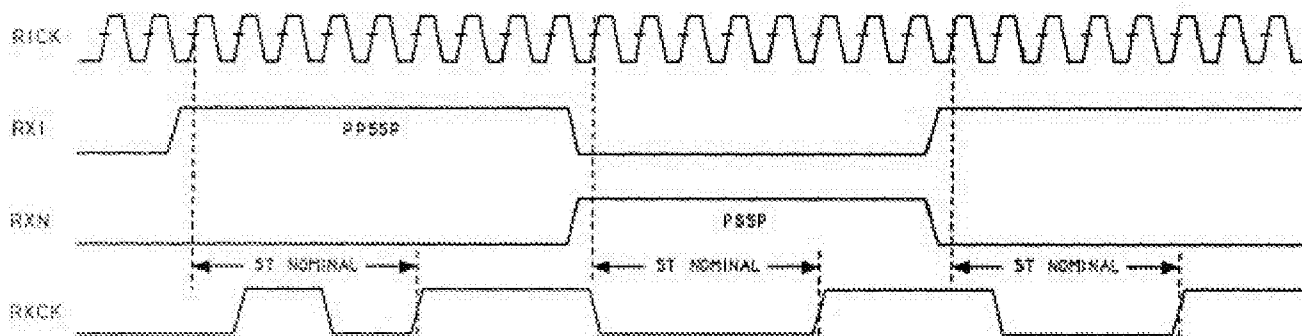 RICK
RXI
PPSSP
RXN
PSSP
ST NOMINAL
ST NOMINAL
ST NOMINAL
RXCK